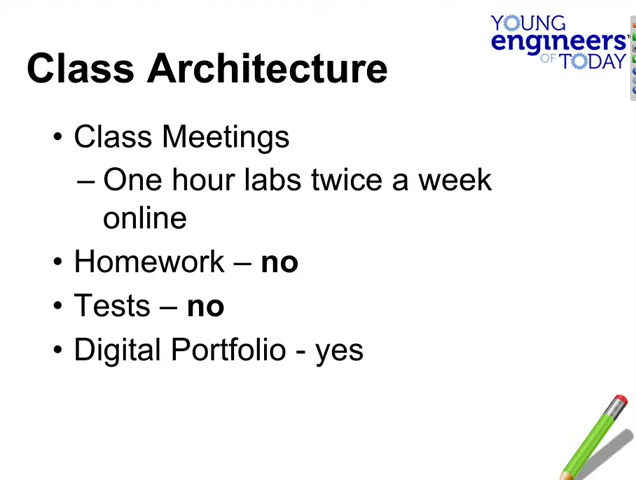 YOUNG
engineers
OF TODAY
Class Architecture
• Class Meetings
– One hour labs twice a week
online
• Homework – no
• Tests – no
• Digital Portfolio - yes